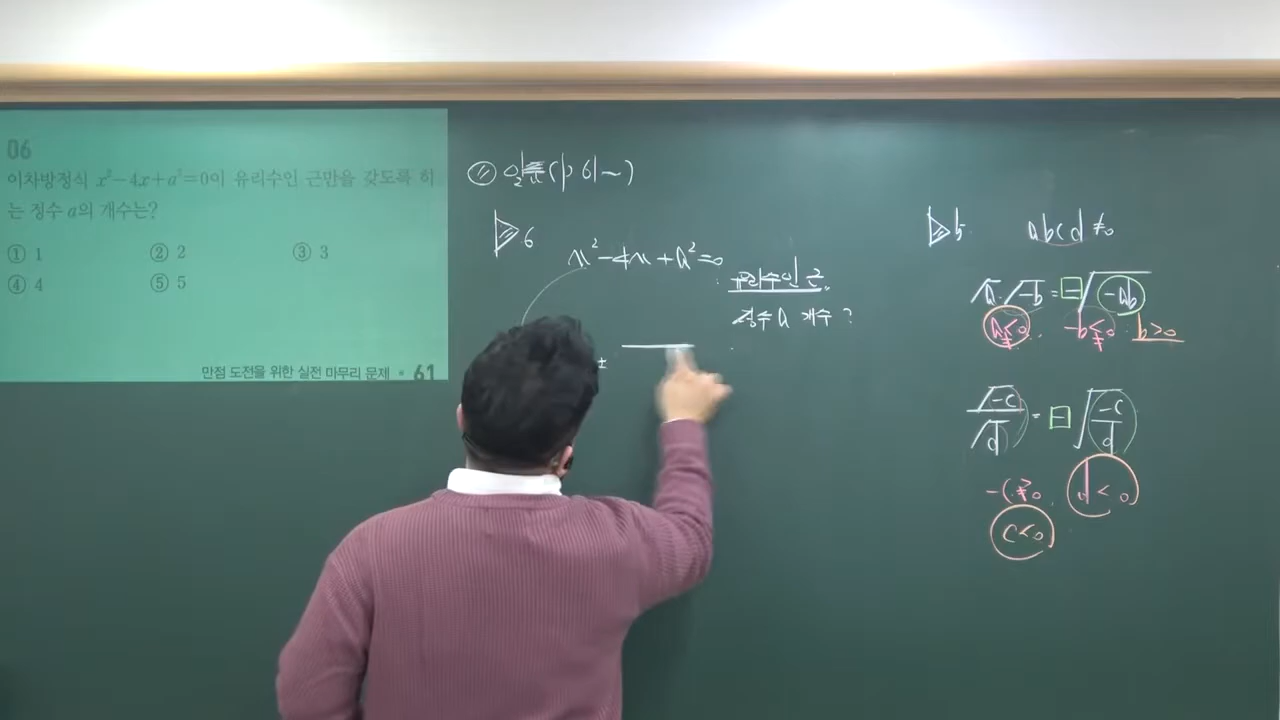 06
이차방정식 x²-4x+a²=0이 유리수인 근만을 갖도록 하
는 정수 a의 개수는?
① 1 ② 2 ③ 3
④ 4 ⑤ 5
만점 도전을 위한 실전 마무리 문제 • 61
(p 61~)
6
x²-4x+a²=0
유리수인 근.
정수 a 개수?
±
5.
abcd≠0
√a √-b = -√-ab
a<0 -b<0 b>0
√-c/√d = -√(-c/d)
-c>0 d<0
c<0